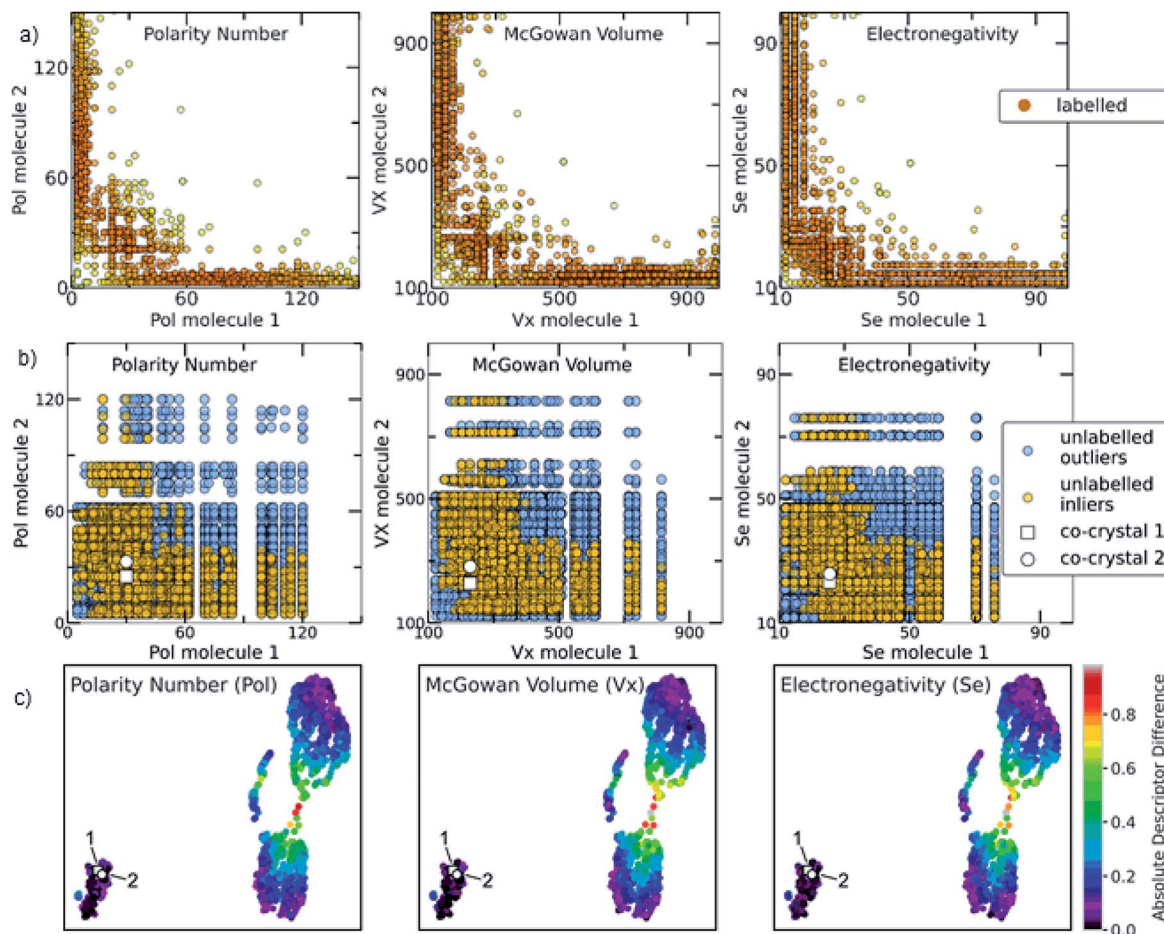 a)
Polarity Number
McGowan Volume
Electronegativity
labelled
Pol molecule 2
120
60
0
0
60
120
Pol molecule 1
VX molecule 2
900
500
100
100
500
900
Vx molecule 1
Se molecule 2
90
50
10
10
50
90
Se molecule 1
b)
Polarity Number
McGowan Volume
Electronegativity
unlabelled
outliers
unlabelled
inliers
co-crystal 1
co-crystal 2
Pol molecule 2
120
60
0
0
60
120
Pol molecule 1
VX molecule 2
900
500
100
100
500
900
Vx molecule 1
Se molecule 2
90
50
10
10
50
90
Se molecule 1
c)
Polarity Number (Pol)
McGowan Volume (Vx)
Electronegativity (Se)
1
2
1
2
1
2
0.8
0.6
0.4
0.2
0.0
Absolute Descriptor Difference